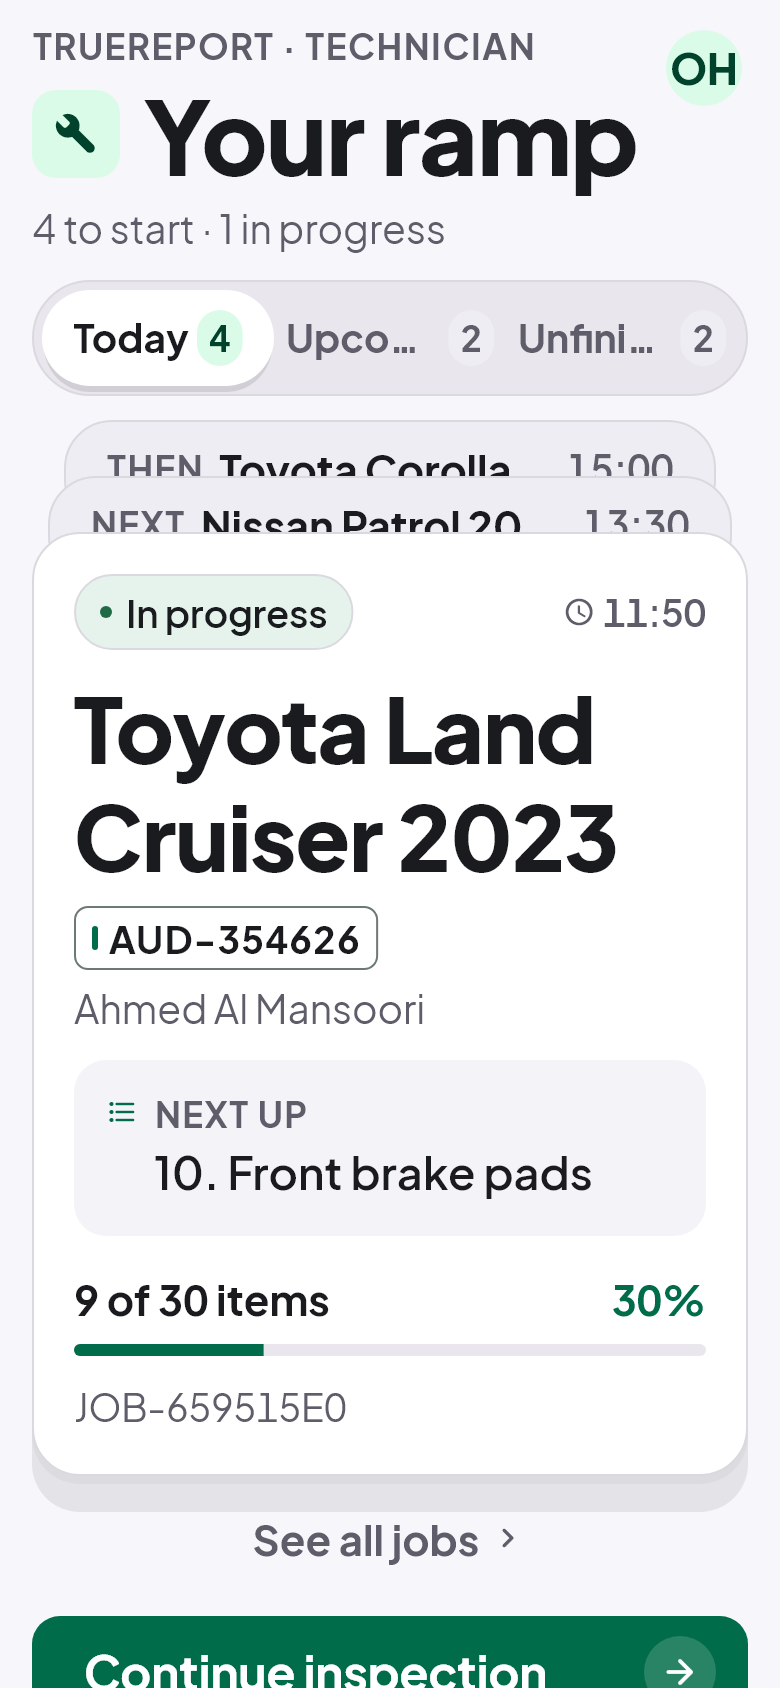 TRUEREPORT · TECHNICIAN
OH
Your ramp
4 to start · 1 in progress
Today 4 Upco... 2 Unfini... 2
THEN Toyota Corolla 15:00
NEXT Nissan Patrol 20 13:30
In progress 11:50
Toyota Land
Cruiser 2023
AUD-354626
Ahmed Al Mansoori
NEXT UP
10. Front brake pads
9 of 30 items 30%
JOB-659515E0
See all jobs
Continue inspection